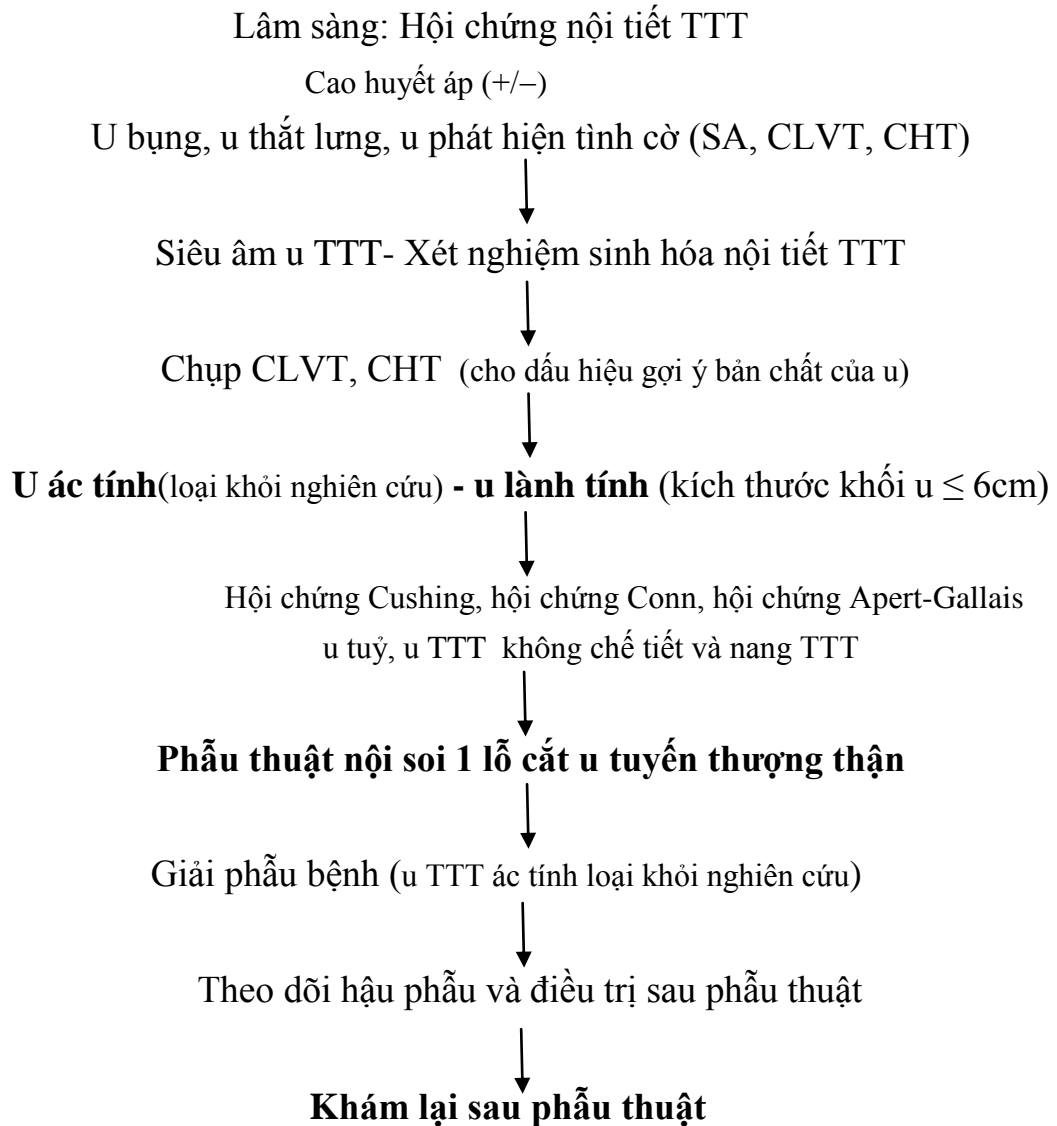 Lâm sàng: Hội chứng nội tiết TTT
Cao huyết áp (+/−)
U bụng, u thắt lưng, u phát hiện tình cờ (SA, CLVT, CHT)
Siêu âm u TTT- Xét nghiệm sinh hóa nội tiết TTT
Chụp CLVT, CHT (cho dấu hiệu gợi ý bản chất của u)
U ác tính(loại khỏi nghiên cứu) - u lành tính (kích thước khối u ≤ 6cm)
Hội chứng Cushing, hội chứng Conn, hội chứng Apert-Gallais
u tuỷ, u TTT không chế tiết và nang TTT
Phẫu thuật nội soi 1 lỗ cắt u tuyến thượng thận
Giải phẫu bệnh (u TTT ác tính loại khỏi nghiên cứu)
Theo dõi hậu phẫu và điều trị sau phẫu thuật
Khám lại sau phẫu thuật